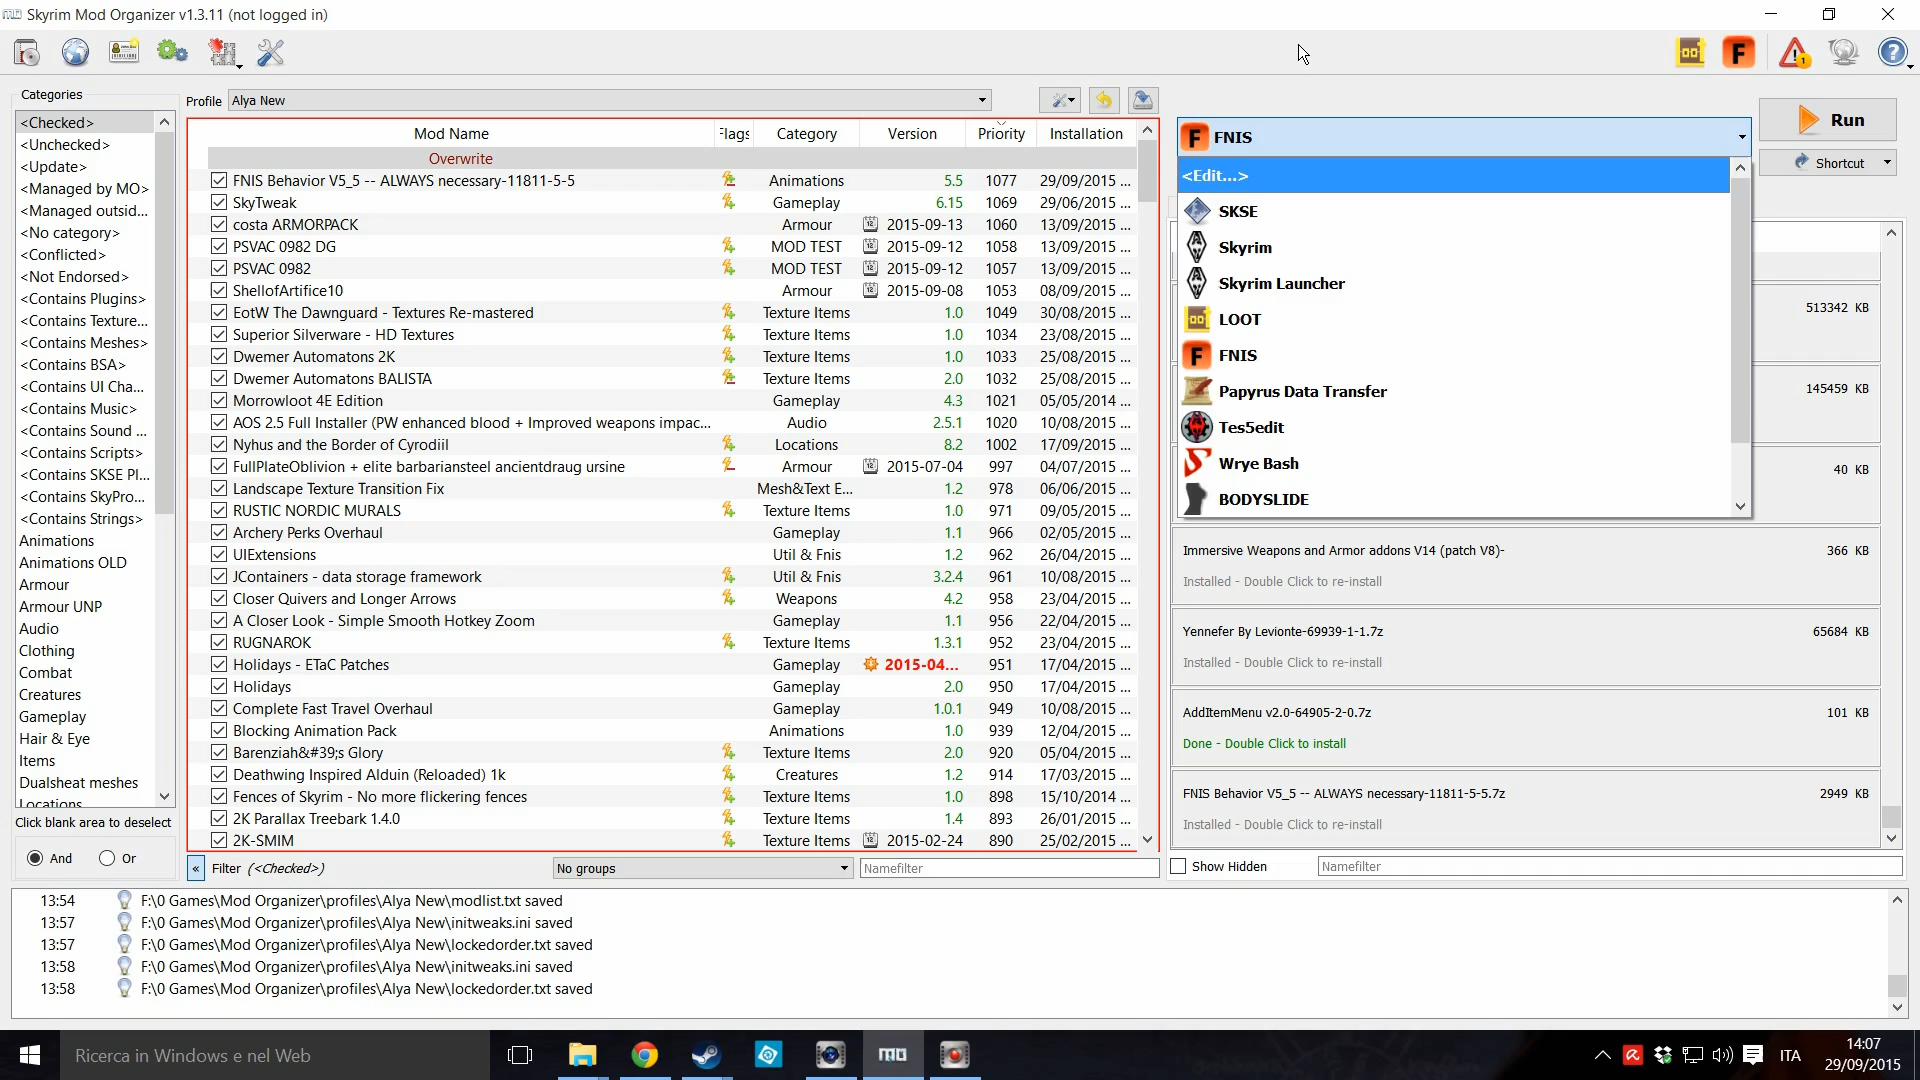 Skyrim Mod Organizer v1.3.11 (not logged in)
Categories
<Checked>
<Unchecked>
<Update>
<Managed by MO>
<Managed outsid...
<No category>
<Conflicted>
<Not Endorsed>
<Contains Plugins>
<Contains Texture...
<Contains Meshes>
<Contains BSA>
<Contains UI Cha...
<Contains Music>
<Contains Sound ...
<Contains Scripts>
<Contains SKSE Pl...
<Contains SkyPro...
<Contains Strings>
Animations
Animations OLD
Armour
Armour UNP
Audio
Clothing
Combat
Creatures
Gameplay
Hair & Eye
Items
Dualsheat meshes
Locations
Click blank area to deselect
And Or
Profile Alya New
Mod Name Flags Category Version Priority Installation
Overwrite
FNIS Behavior V5_5 -- ALWAYS necessary-11811-5-5 Animations 5.5 1077 29/09/2015 ...
SkyTweak Gameplay 6.15 1069 29/06/2015 ...
costa ARMORPACK Armour 2015-09-13 1060 13/09/2015 ...
PSVAC 0982 DG MOD TEST 2015-09-12 1058 13/09/2015 ...
PSVAC 0982 MOD TEST 2015-09-12 1057 13/09/2015 ...
ShellofArtifice10 Armour 2015-09-08 1053 08/09/2015 ...
EotW The Dawnguard - Textures Re-mastered Texture Items 1.0 1049 30/08/2015 ...
Superior Silverware - HD Textures Texture Items 1.0 1034 23/08/2015 ...
Dwemer Automatons 2K Texture Items 1.0 1033 25/08/2015 ...
Dwemer Automatons BALISTA Texture Items 2.0 1032 25/08/2015 ...
Morrowloot 4E Edition Gameplay 4.3 1021 05/05/2014 ...
AOS 2.5 Full Installer (PW enhanced blood + Improved weapons impac... Audio 2.5.1 1020 10/08/2015 ...
Nyhus and the Border of Cyrodiil Locations 8.2 1002 17/09/2015 ...
FullPlateOblivion + elite barbariansteel ancientdraug ursine Armour 2015-07-04 997 04/07/2015 ...
Landscape Texture Transition Fix Mesh&Text E... 1.2 978 06/06/2015 ...
RUSTIC NORDIC MURALS Texture Items 1.0 971 09/05/2015 ...
Archery Perks Overhaul Gameplay 1.1 966 02/05/2015 ...
UIExtensions Util & Fnis 1.2 962 26/04/2015 ...
JContainers - data storage framework Util & Fnis 3.2.4 961 10/08/2015 ...
Closer Quivers and Longer Arrows Weapons 4.2 958 23/04/2015 ...
A Closer Look - Simple Smooth Hotkey Zoom Gameplay 1.1 956 22/04/2015 ...
RUGNAROK Texture Items 1.3.1 952 23/04/2015 ...
Holidays - ETaC Patches Gameplay 2015-04... 951 17/04/2015 ...
Holidays Gameplay 2.0 950 17/04/2015 ...
Complete Fast Travel Overhaul Gameplay 1.0.1 949 10/08/2015 ...
Blocking Animation Pack Animations 1.0 939 12/04/2015 ...
Barenziah&#39;s Glory Texture Items 2.0 920 05/04/2015 ...
Deathwing Inspired Alduin (Reloaded) 1k Creatures 1.2 914 17/03/2015 ...
Fences of Skyrim - No more flickering fences Texture Items 1.0 898 15/10/2014 ...
2K Parallax Treebark 1.4.0 Texture Items 1.4 893 26/01/2015 ...
2K-SMIM Texture Items 2015-02-24 890 25/02/2015 ...
« Filter (<Checked>) No groups Namefilter
FNIS
Run
Shortcut
<Edit...>
SKSE
Skyrim
Skyrim Launcher
LOOT
FNIS
Papyrus Data Transfer
Tes5edit
Wrye Bash
BODYSLIDE
513342 KB
145459 KB
40 KB
Immersive Weapons and Armor addons V14 (patch V8)- 366 KB
Installed - Double Click to re-install
Yennefer By Levionte-69939-1-1.7z 65684 KB
Installed - Double Click to re-install
AddItemMenu v2.0-64905-2-0.7z 101 KB
Done - Double Click to install
FNIS Behavior V5_5 -- ALWAYS necessary-11811-5-5.7z 2949 KB
Installed - Double Click to re-install
Show Hidden Namefilter
13:54 F:\0 Games\Mod Organizer\profiles\Alya New\modlist.txt saved
13:57 F:\0 Games\Mod Organizer\profiles\Alya New\initweaks.ini saved
13:57 F:\0 Games\Mod Organizer\profiles\Alya New\lockedorder.txt saved
13:58 F:\0 Games\Mod Organizer\profiles\Alya New\initweaks.ini saved
13:58 F:\0 Games\Mod Organizer\profiles\Alya New\lockedorder.txt saved
Ricerca in Windows e nel Web
ITA
14:07
29/09/2015